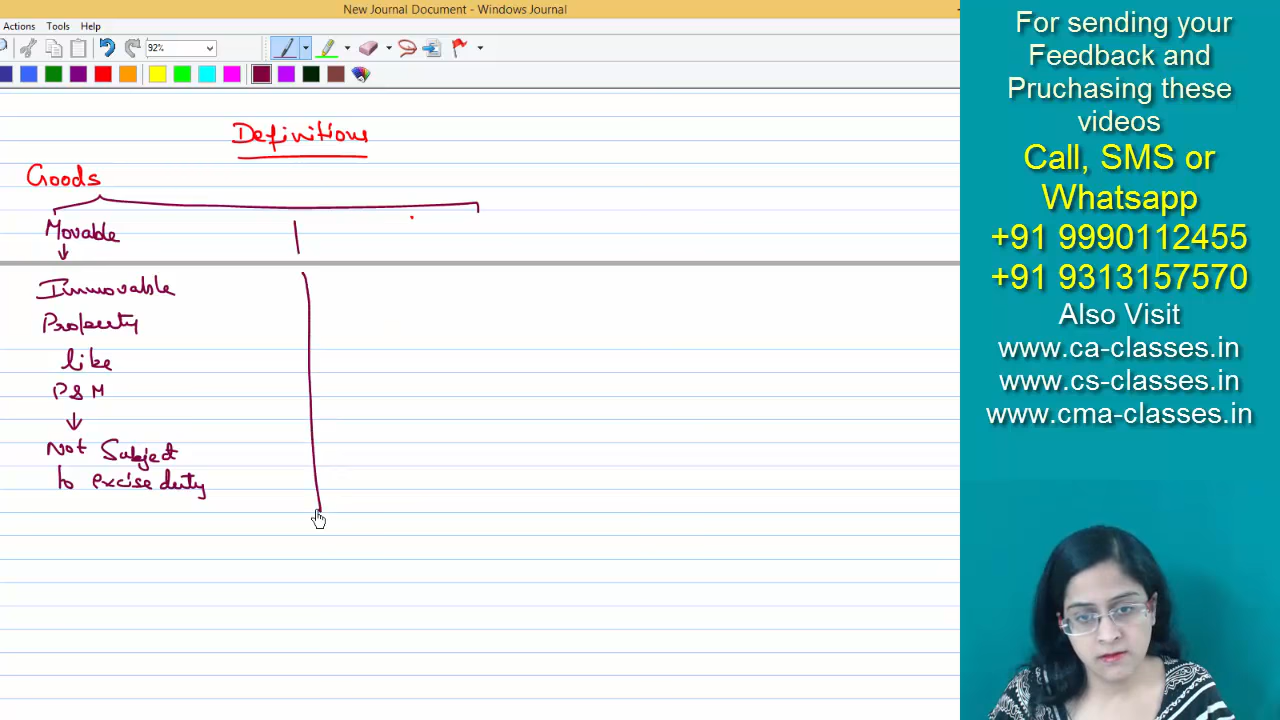 New Journal Document - Windows Journal
Actions Tools Help
92%
Definitions
Goods
Movable
Immovable
Property
like
P&M
Not Subject
to excise duty
For sending your
Feedback and
Pruchasing these
videos
Call, SMS or
Whatsapp
+91 9990112455
+91 9313157570
Also Visit
www.ca-classes.in
www.cs-classes.in
www.cma-classes.in